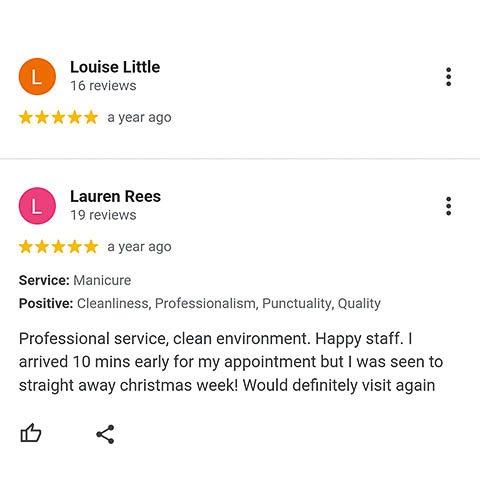 L
Louise Little
16 reviews
a year ago
L
Lauren Rees
19 reviews
a year ago
Service: Manicure
Positive: Cleanliness, Professionalism, Punctuality, Quality
Professional service, clean environment. Happy staff. I
arrived 10 mins early for my appointment but I was seen to
straight away christmas week! Would definitely visit again